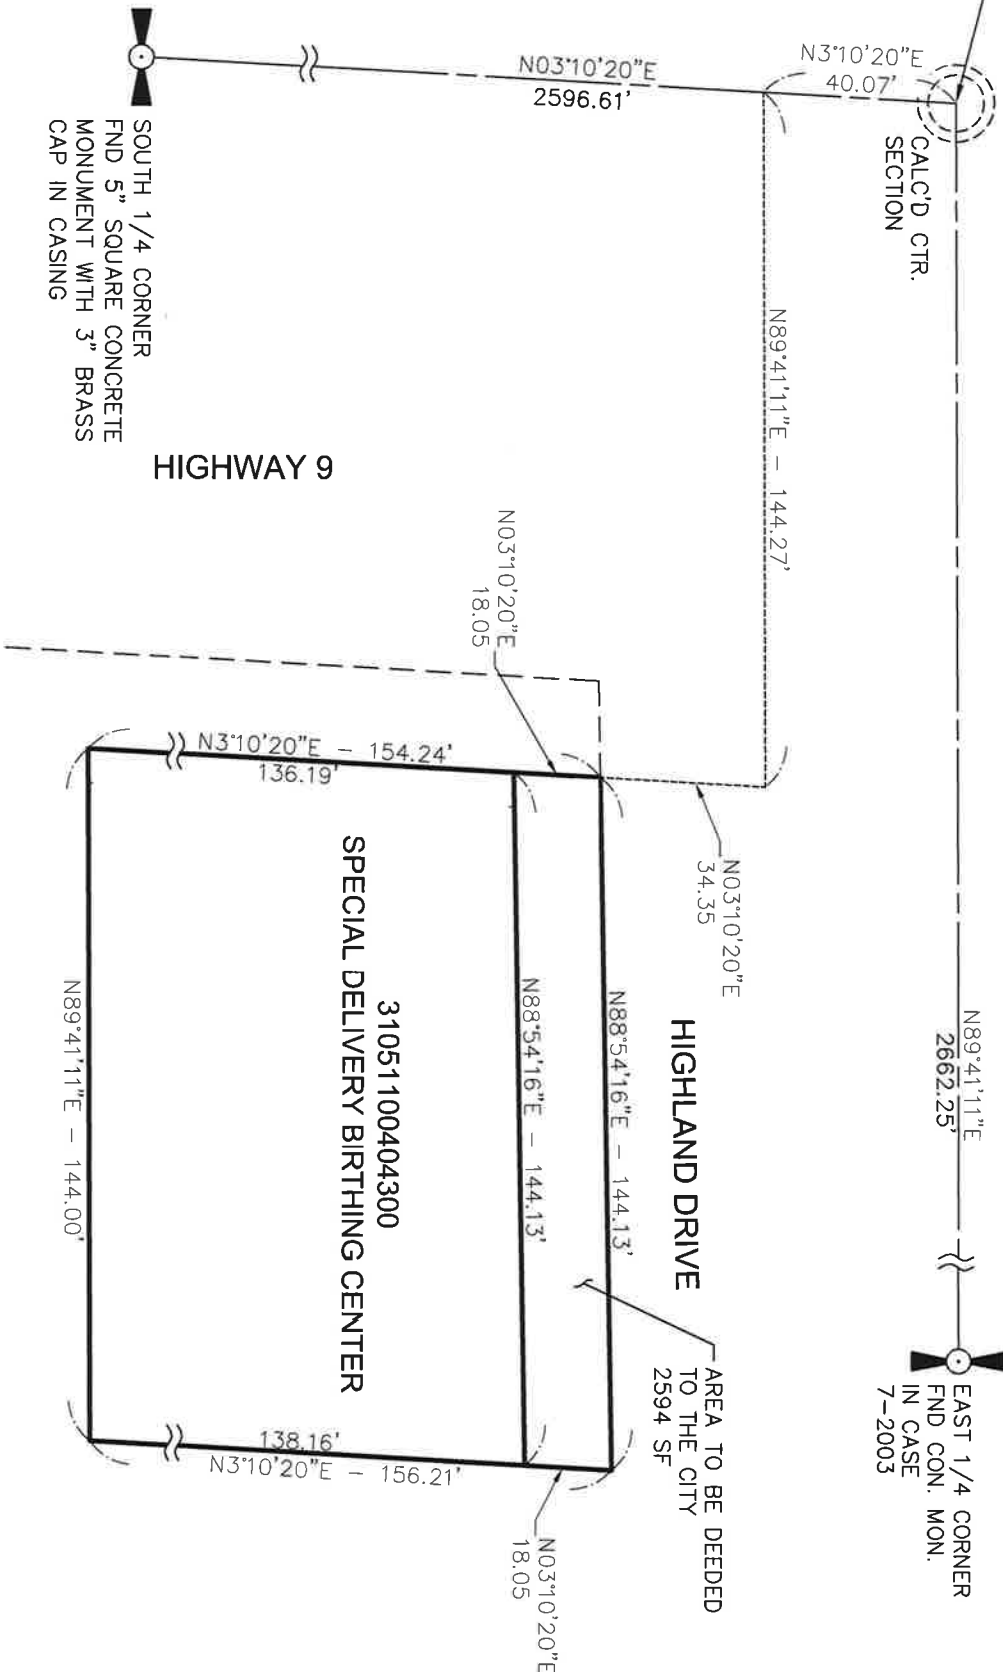 N3°10'20"E
40.07'
N03°10'20"E
2596.61'
CALC'D CTR.
SECTION
N89°41'11"E
2662.25'
EAST 1/4 CORNER
FND CON. MON.
IN CASE
7-2003
SOUTH 1/4 CORNER
FND 5" SQUARE CONCRETE
MONUMENT WITH 3" BRASS
CAP IN CASING
N89°41'11"E - 144.27'
HIGHWAY 9
N03°10'20"E
18.05
N03°10'20"E
34.35
HIGHLAND DRIVE
N88°54'16"E - 144.13'
N88°54'16"E - 144.13'
AREA TO BE DEEDED
TO THE CITY
2594 SF
N3°10'20"E - 154.24'
136.19'
31051100404300
SPECIAL DELIVERY BIRTHING CENTER
138.16'
N3°10'20"E - 156.21'
N03°10'20"E
18.05
N89°41'11"E - 144.00'